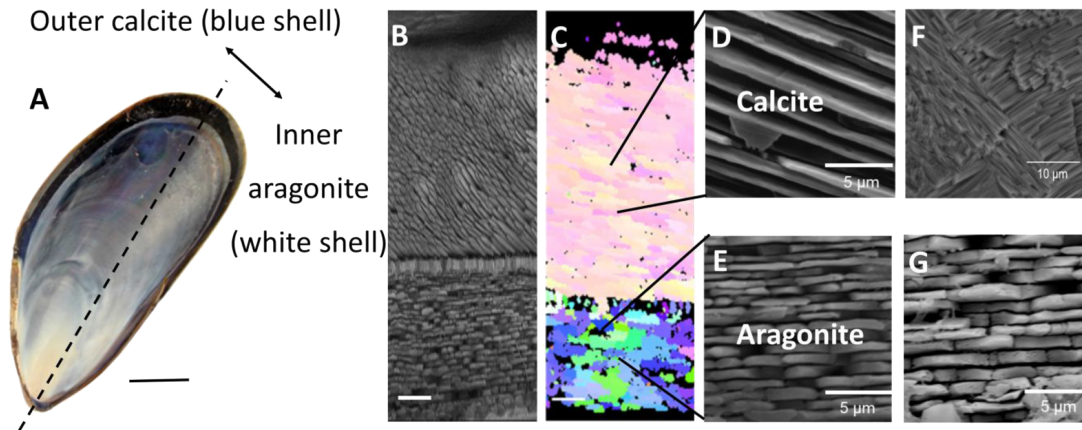 Outer calcite (blue shell)
A
Inner
aragonite
(white shell)
B
C
D
Calcite
5 µm
E
Aragonite
5 µm
F
10 µm
G
5 µm